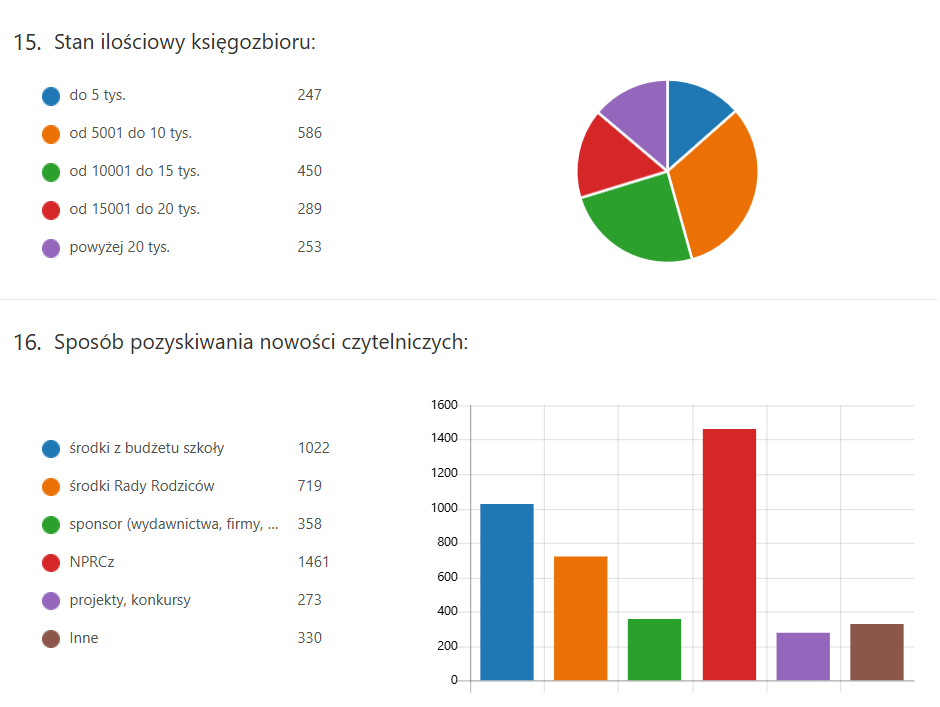 15. Stan ilościowy księgozbioru:
do 5 tys. 247
od 5001 do 10 tys. 586
od 10001 do 15 tys. 450
od 15001 do 20 tys. 289
powyżej 20 tys. 253
16. Sposób pozyskiwania nowości czytelniczych:
środki z budżetu szkoły 1022
środki Rady Rodziców 719
sponsor (wydawnictwa, firmy, ... 358
NPRCz 1461
projekty, konkursy 273
Inne 330
1600
1400
1200
1000
800
600
400
200
0